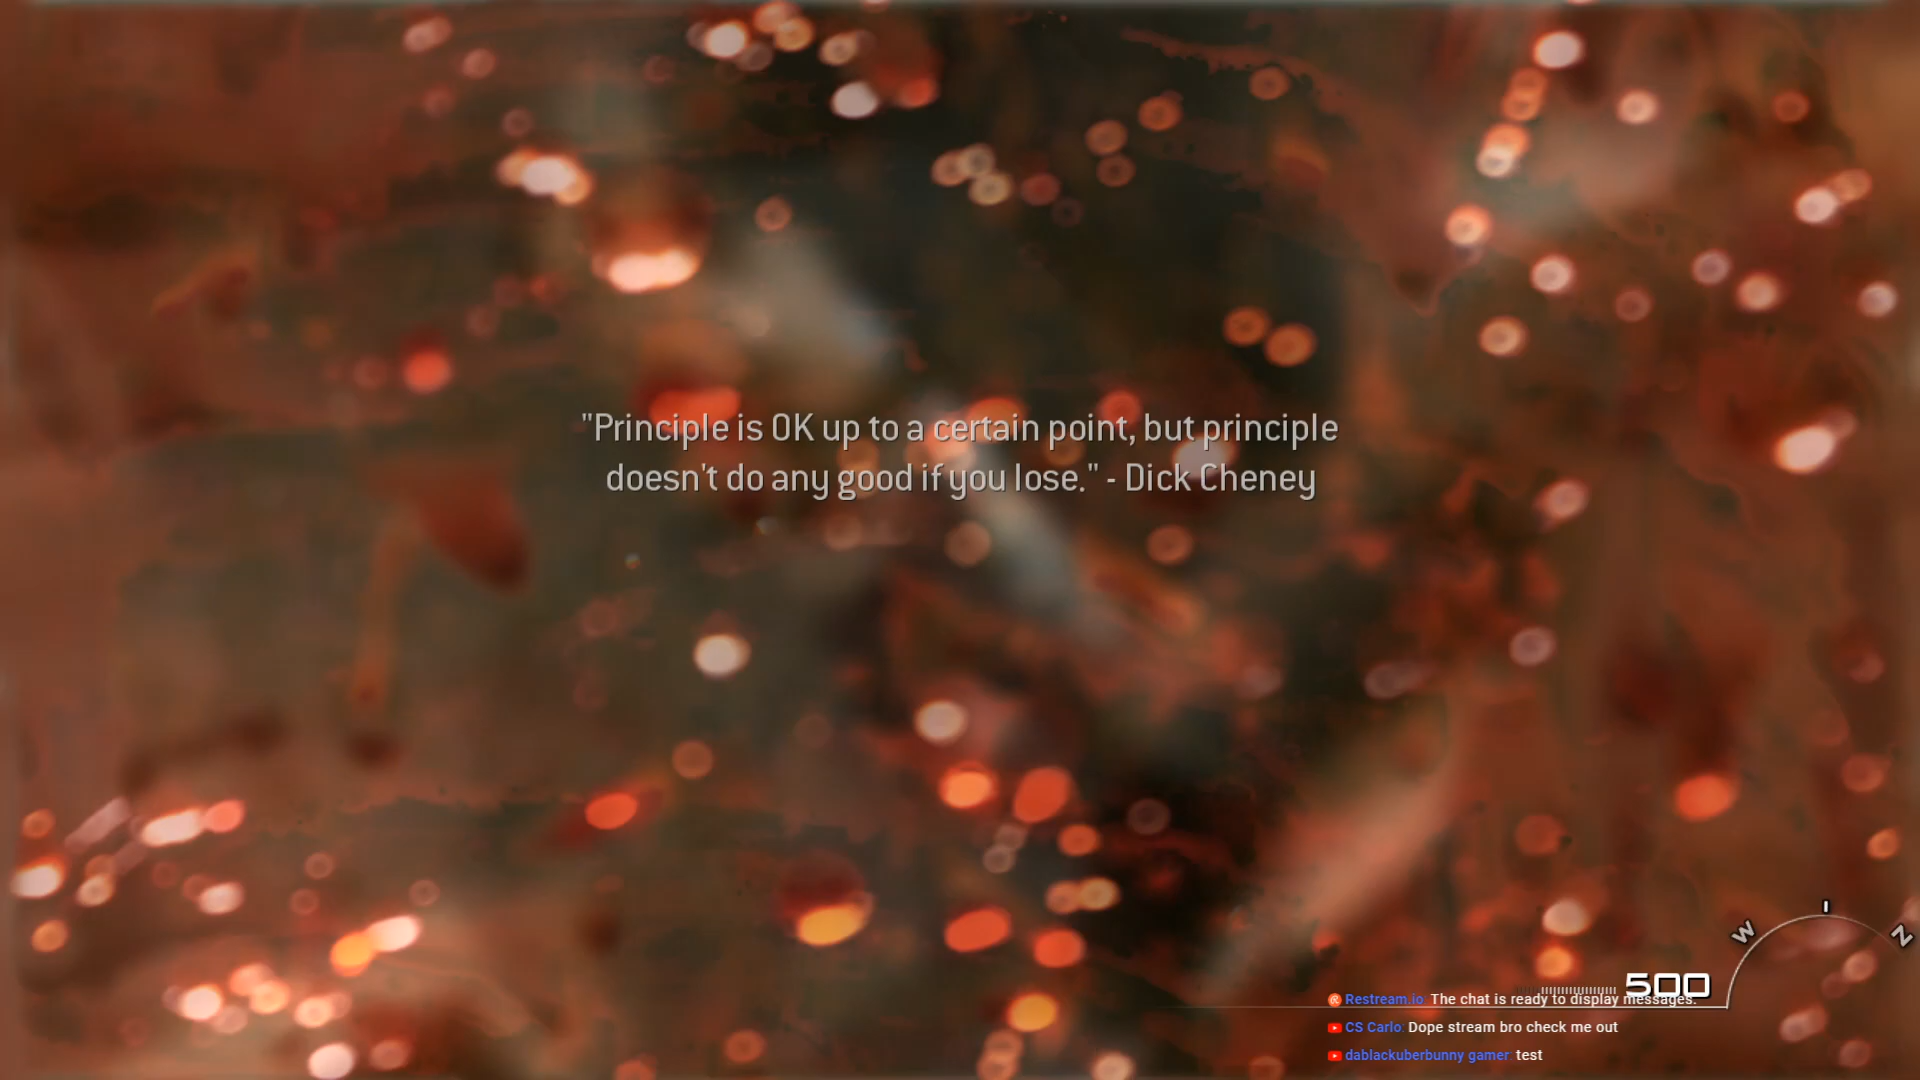 "Principle is OK up to a certain point, but principle
doesn't do any good if you lose." - Dick Cheney
W
N
500
Restream.io: The chat is ready to display messages.
CS Carlo: Dope stream bro check me out
dablackuberbunny gamer: test